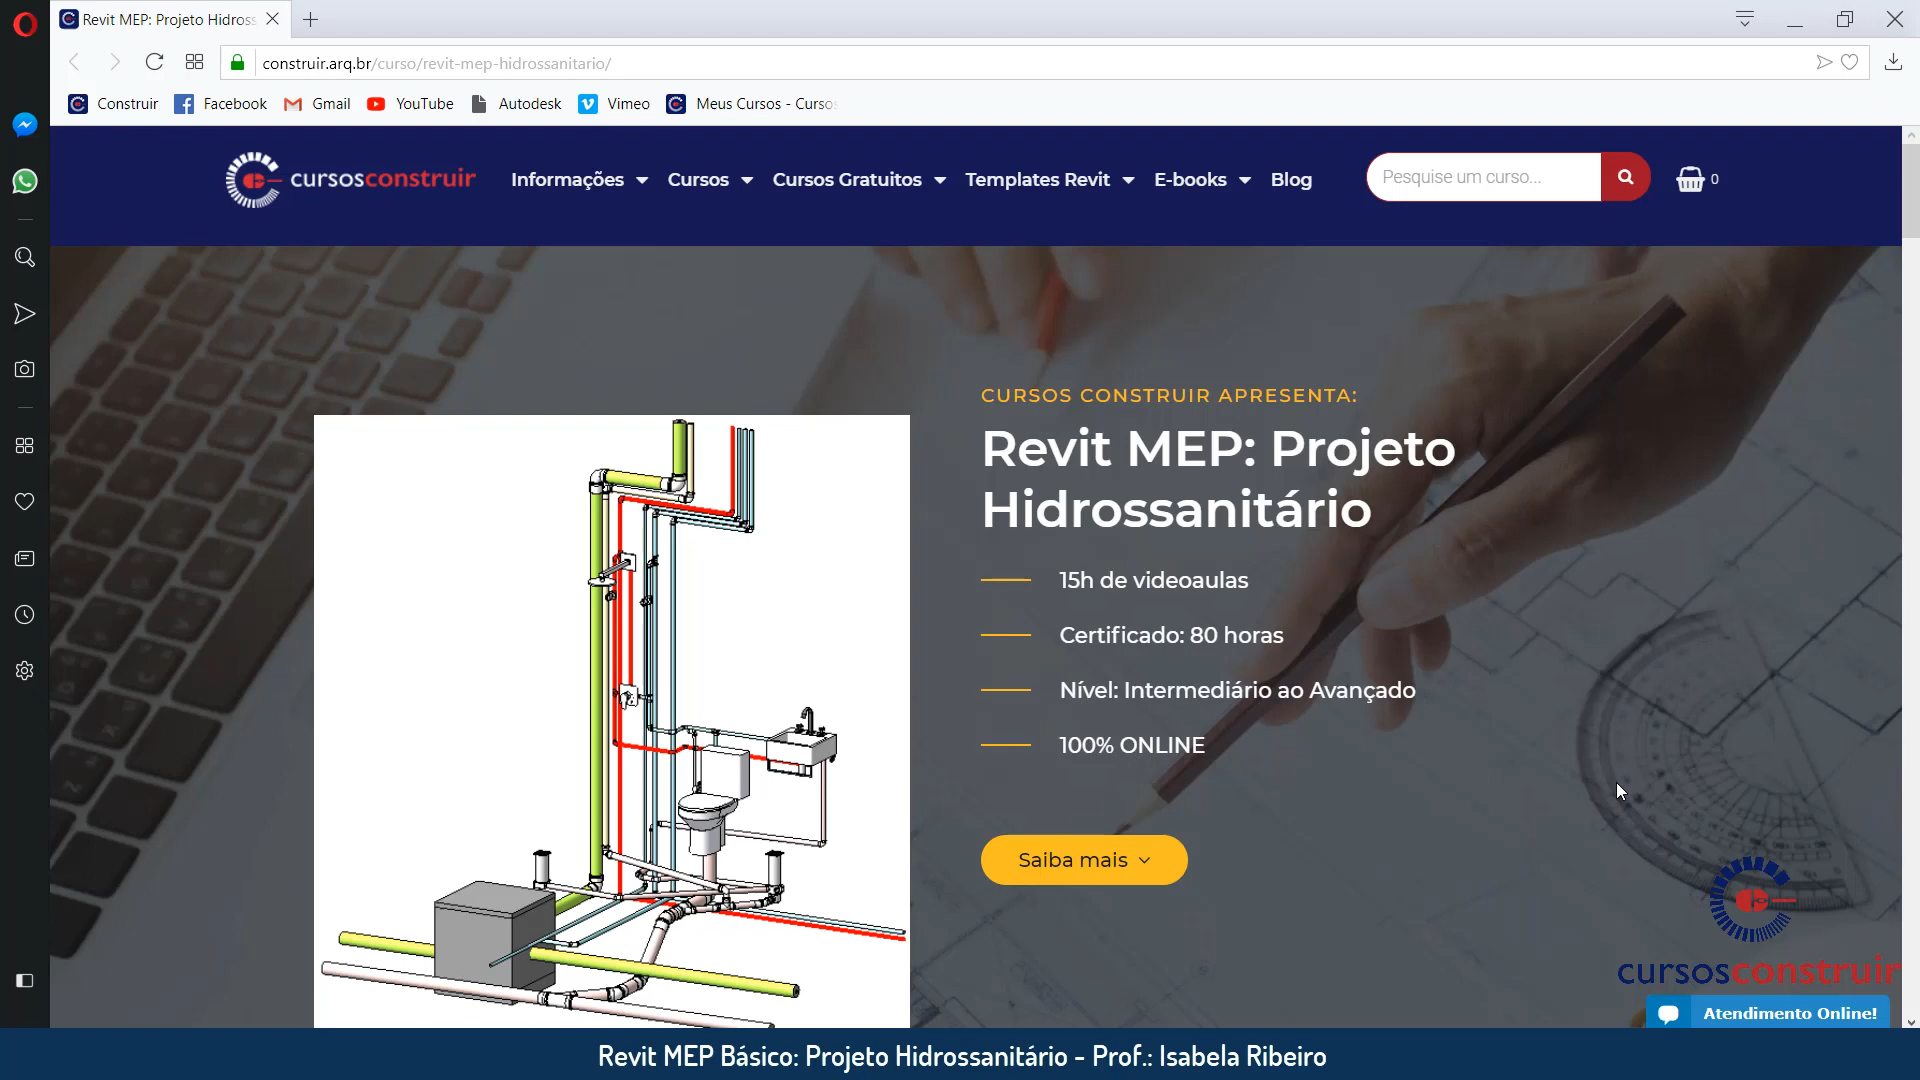 Revit MEP: Projeto Hidross
construir.arq.br/curso/revit-mep-hidrossanitario/
Construir Facebook Gmail YouTube Autodesk Vimeo Meus Cursos - Curso
cursosconstruir Informações Cursos Cursos Gratuitos Templates Revit E-books Blog Pesquise um curso... 0
CURSOS CONSTRUIR APRESENTA:
Revit MEP: Projeto
Hidrossanitário
15h de videoaulas
Certificado: 80 horas
Nível: Intermediário ao Avançado
100% ONLINE
Saiba mais
cursosconstruir
Atendimento Online!
Revit MEP Básico: Projeto Hidrossanitário - Prof.: Isabela Ribeiro